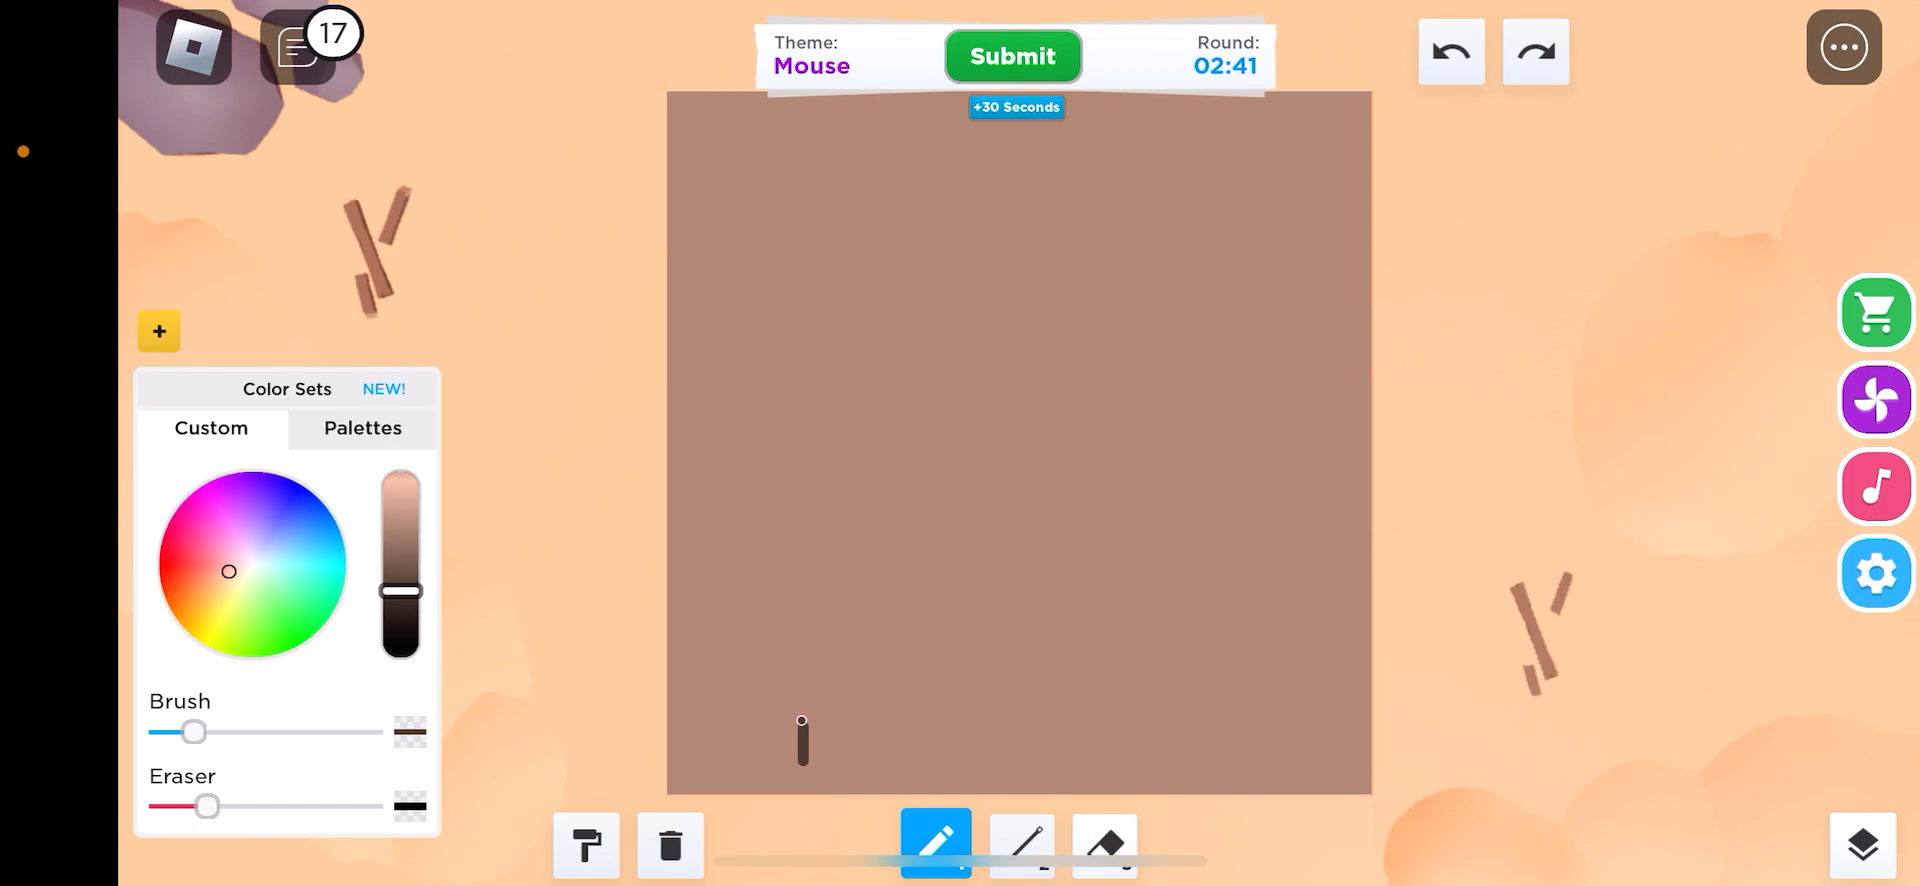 17
Theme:
Mouse
Submit
Round:
02:41
+30 Seconds
+
Color Sets NEW!
Custom Palettes
Brush
Eraser